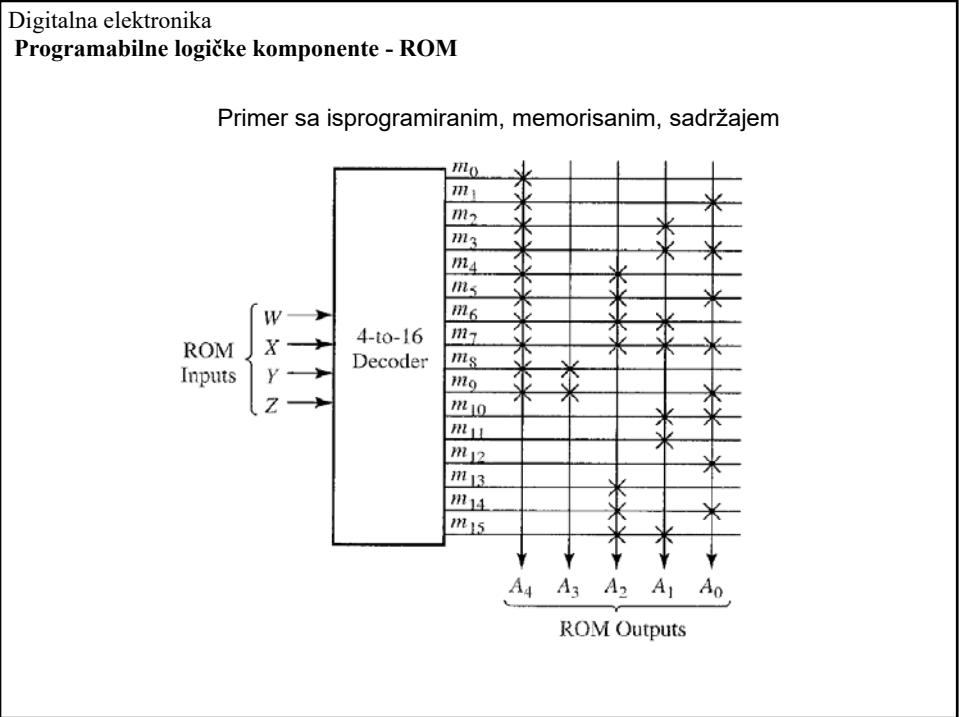 Digitalna elektronika
Programabilne logičke komponente - ROM
Primer sa isprogramiranim, memorisanim, sadržajem
m0
m1
m2
m3
m4
m5
m6
m7
m8
m9
m10
m11
m12
m13
m14
m15
ROM
Inputs
W
X
Y
Z
4-to-16
Decoder
A4 A3 A2 A1 A0
ROM Outputs